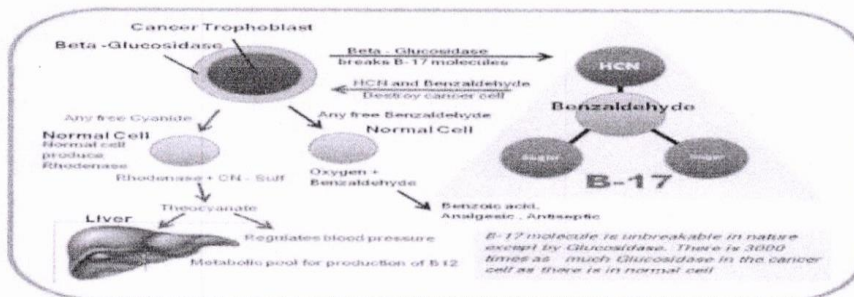 Cancer Trophoblast
Beta -Glucosidase
Beta - Glucosidase
breaks B-17 molecules
HCN and Benzaldehyde
Destroy cancer cell
HCN
Benzaldehyde
Sugar
Sugar
B-17
Any free Cyanide
Any free Benzaldehyde
Normal Cell
Normal cell
produce
Rhodenase
Normal Cell
Oxygen +
Benzaldehyde
Rhodenase + CN - Sulf
Theocyanate
Benzoic acid.
Analgesic . Antiseptic
Liver
Regulates blood pressure
Metabolic pool for production of B12
B-17 molecule is unbreakable in nature
except by Glucosidase. There is 3000
times as much Glucosidase in the cancer
cell as there is in normal cell